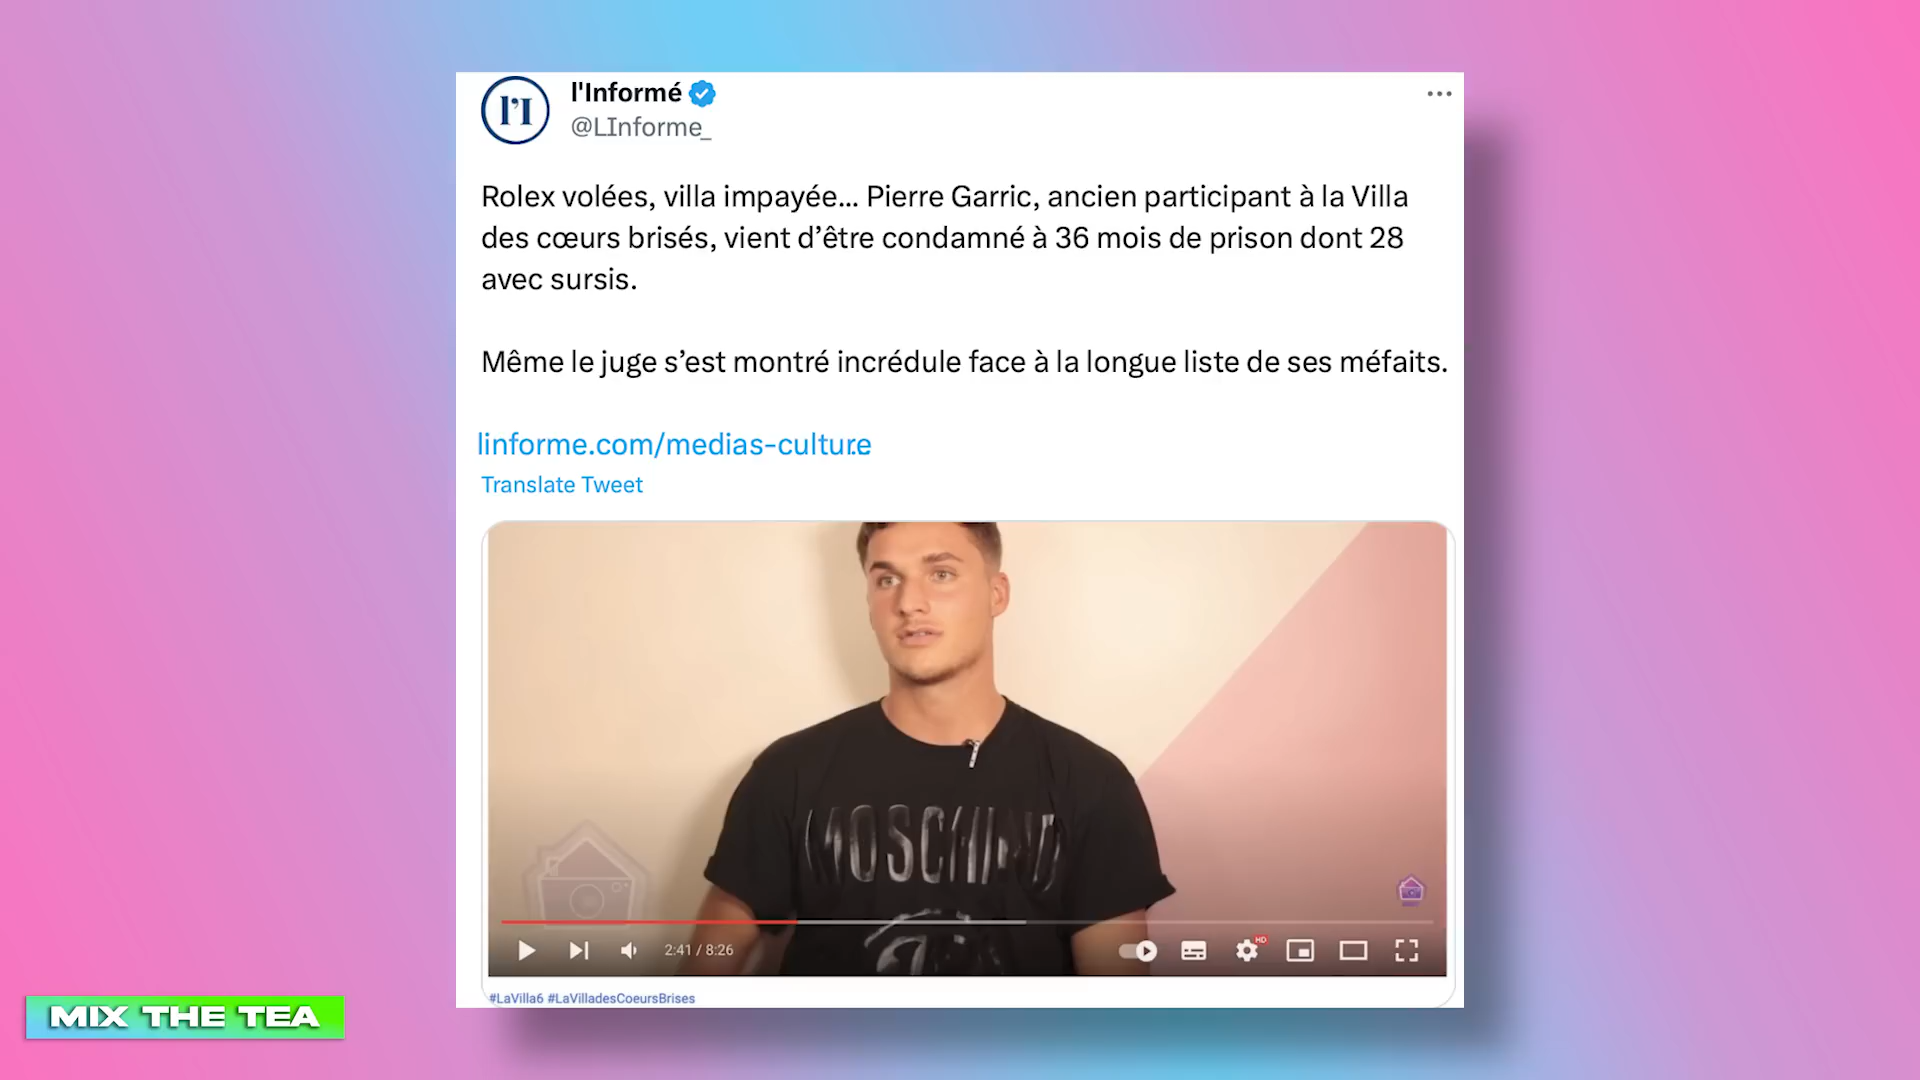 l'I
l'Informé
@LInforme_
Rolex volées, villa impayée... Pierre Garric, ancien participant à la Villa
des cœurs brisés, vient d’être condamné à 36 mois de prison dont 28
avec sursis.
Même le juge s’est montré incrédule face à la longue liste de ses méfaits.
linforme.com/medias-culture
Translate Tweet
MOSCHINO
2:41 / 8:26
HD
#LaVilla6 #LaVilladesCoeursBrises
MIX THE TEA